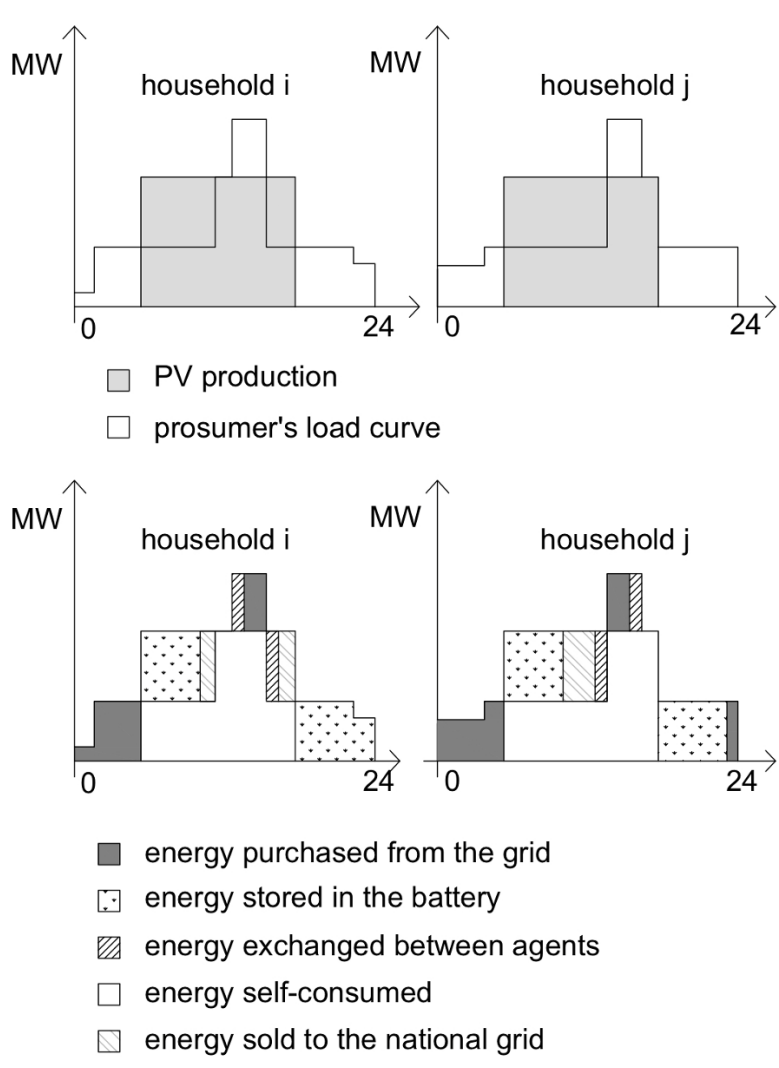 MW
household i
0
24
MW
household j
0
24
PV production
prosumer's load curve
MW
household i
0
24
MW
household j
0
24
energy purchased from the grid
energy stored in the battery
energy exchanged between agents
energy self-consumed
energy sold to the national grid